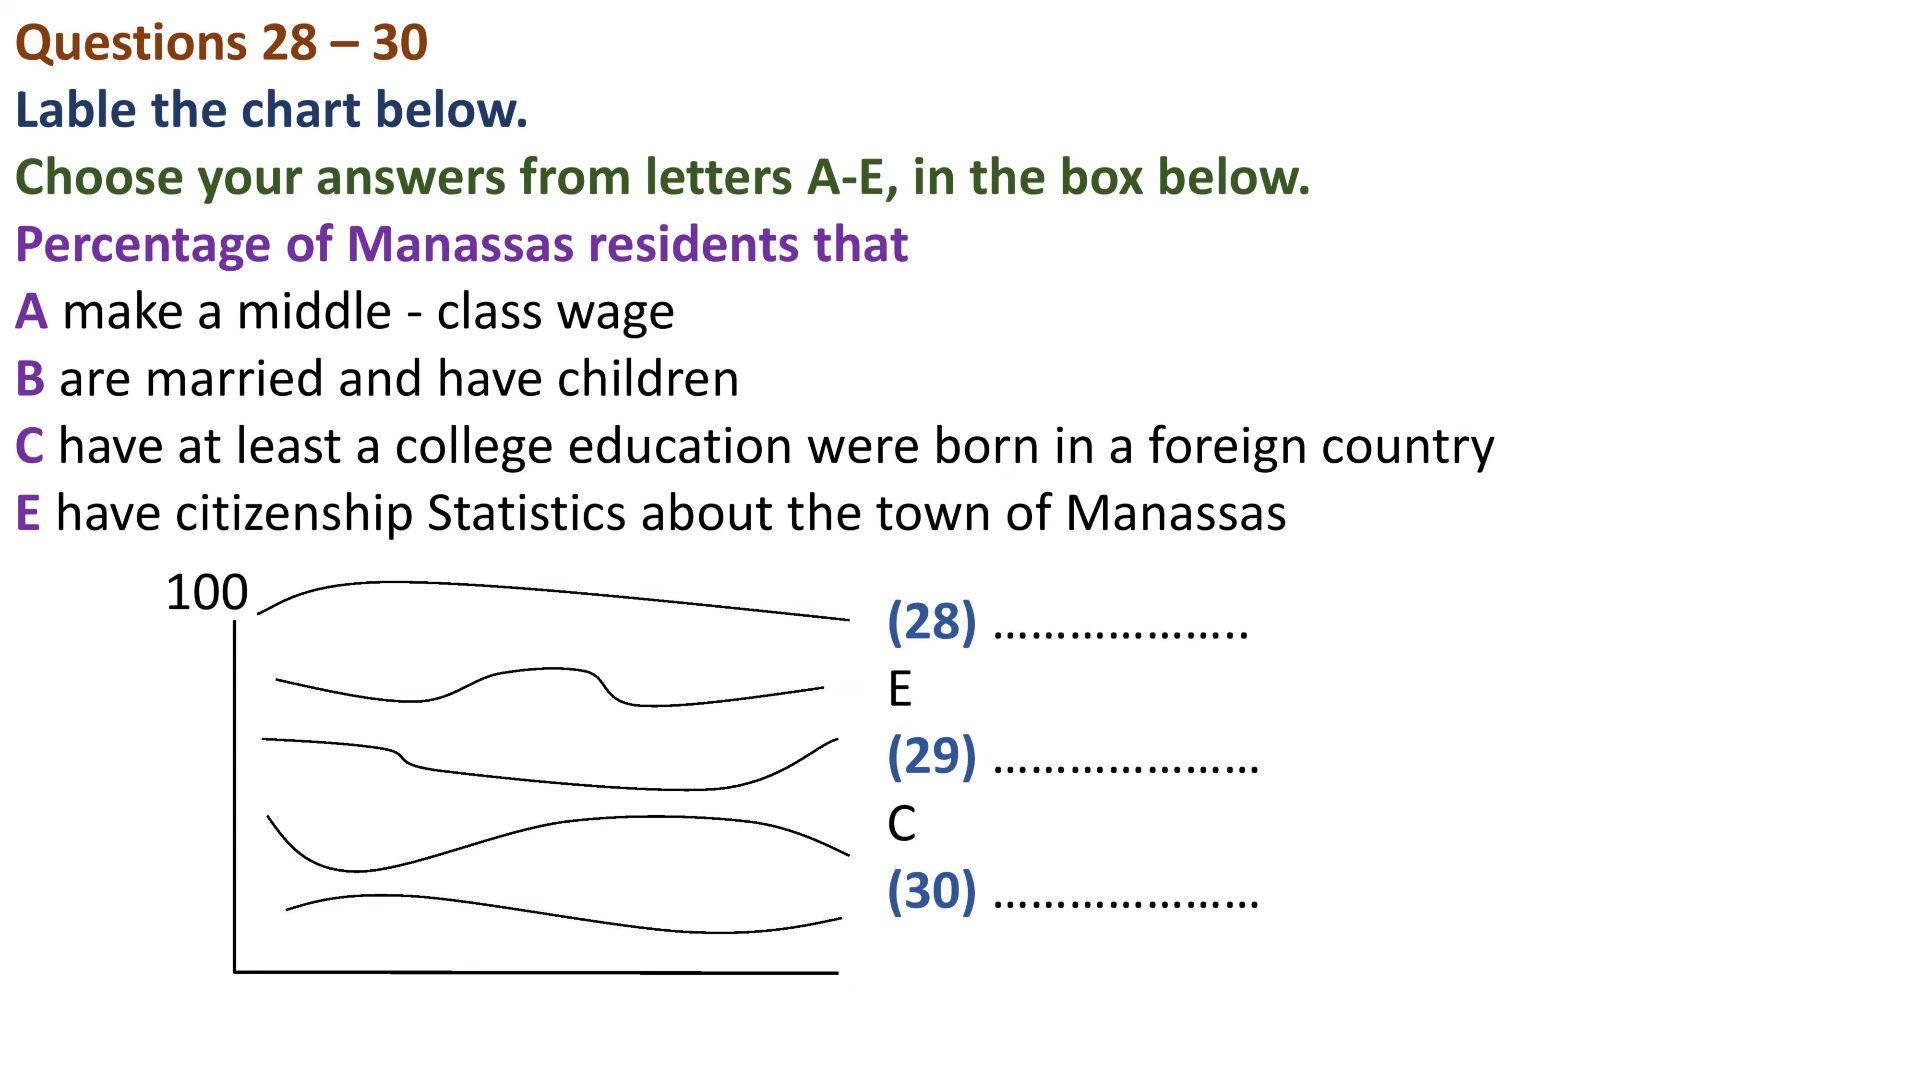 Questions 28 – 30
Lable the chart below.
Choose your answers from letters A-E, in the box below.
Percentage of Manassas residents that
A make a middle - class wage
B are married and have children
C have at least a college education were born in a foreign country
E have citizenship Statistics about the town of Manassas
100
(28) ………………..
E
(29) …………………
C
(30) …………………